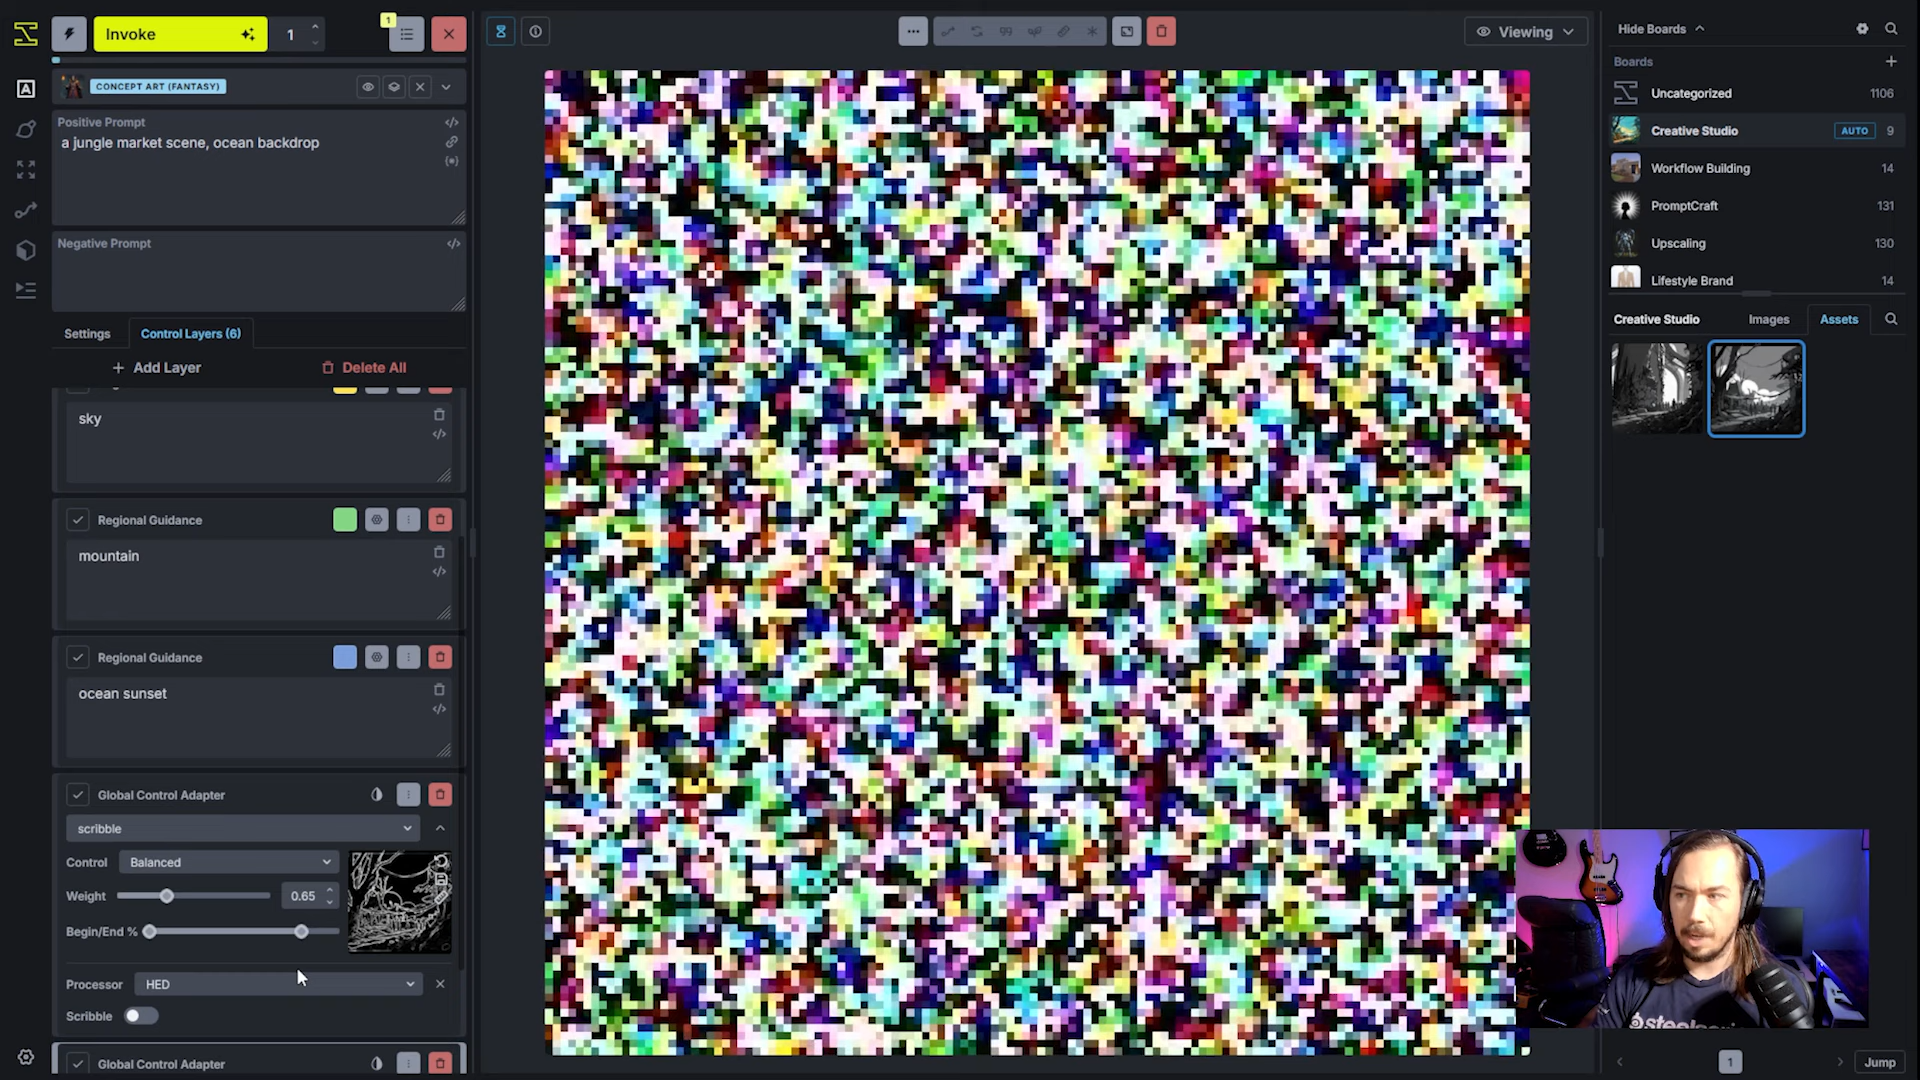 Invoke
1
1
CONCEPT ART (FANTASY)
Positive Prompt
a jungle market scene, ocean backdrop
Negative Prompt
Settings
Control Layers (6)
+ Add Layer
Delete All
sky
Regional Guidance
mountain
Regional Guidance
ocean sunset
Global Control Adapter
scribble
Control
Balanced
Weight
0.65
Begin/End %
Processor
HED
Scribble
Global Control Adapter
Viewing
Hide Boards
Boards
Uncategorized
1106
Creative Studio
AUTO
9
Workflow Building
14
PromptCraft
131
Upscaling
130
Lifestyle Brand
14
Creative Studio
Images
Assets
1
Jump